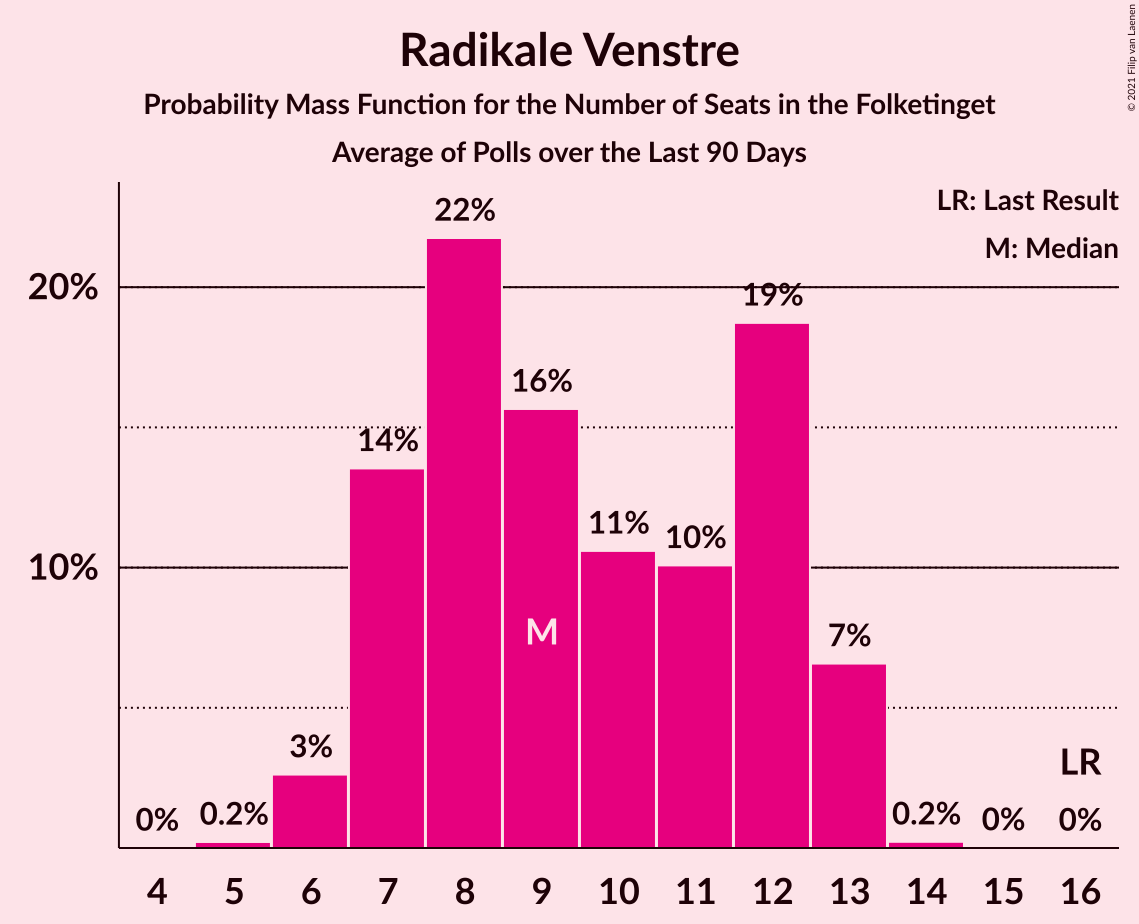 Radikale Venstre
Probability Mass Function for the Number of Seats in the Folketinget
Average of Polls over the Last 90 Days
© 2021 Filip van Laenen
LR: Last Result
M: Median
20%
10%
0%
0.2%
3%
14%
22%
16%
11%
10%
19%
7%
0.2%
0%
0%
M
LR
4 5 6 7 8 9 10 11 12 13 14 15 16